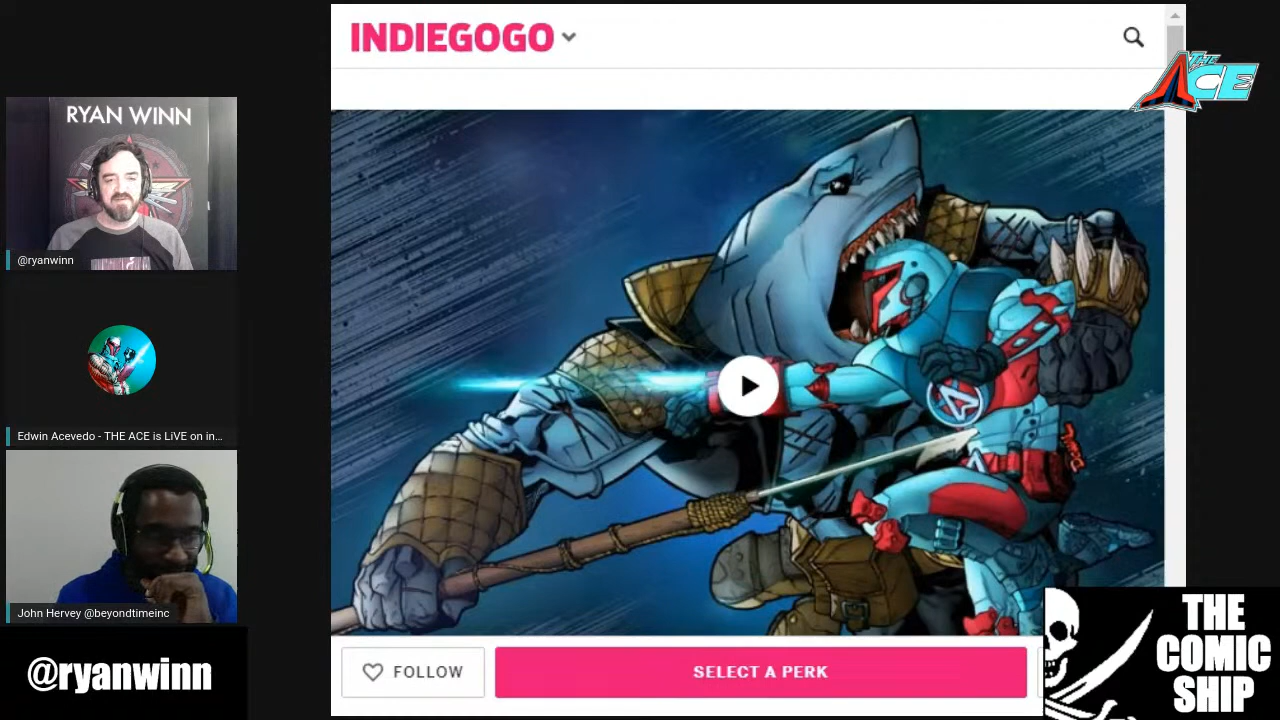 INDIEGOGO
THE
ACE
RYAN WINN
@ryanwinn
Edwin Acevedo - THE ACE is LiVE on in...
John Hervey @beyondtimeinc
@ryanwinn
FOLLOW
SELECT A PERK
THE
COMIC
SHIP